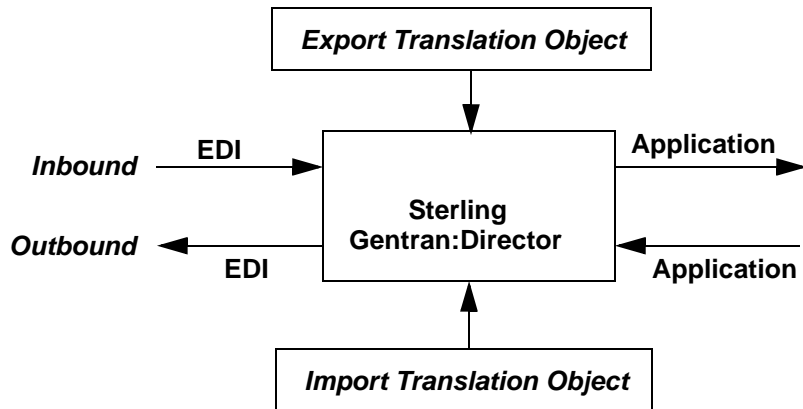 Export Translation Object
EDI
Application
Inbound
Sterling
Gentran:Director
Outbound
EDI
Application
Import Translation Object